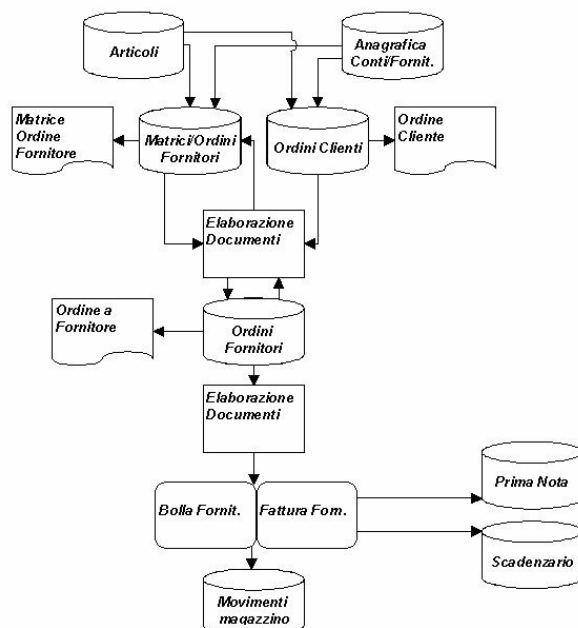 Articoli
Anagrafica
Conti/Fornit.
Matrice
Ordine
Fornitore
Matrici/Ordini
Fornitori
Ordini Clienti
Ordine
Cliente
Elaborazione
Documenti
Ordine a
Fornitore
Ordini
Fornitori
Elaborazione
Documenti
Bolla Fornit.
Fattura Forn.
Prima Nota
Scadenzario
Movimenti
magazzino